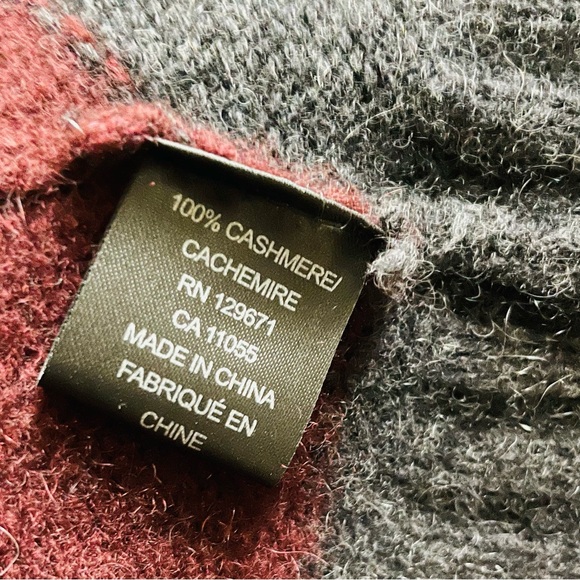 100% CASHMERE/
CACHEMIRE
RN 129671
CA 11055
MADE IN CHINA
FABRIQUÉ EN
CHINE